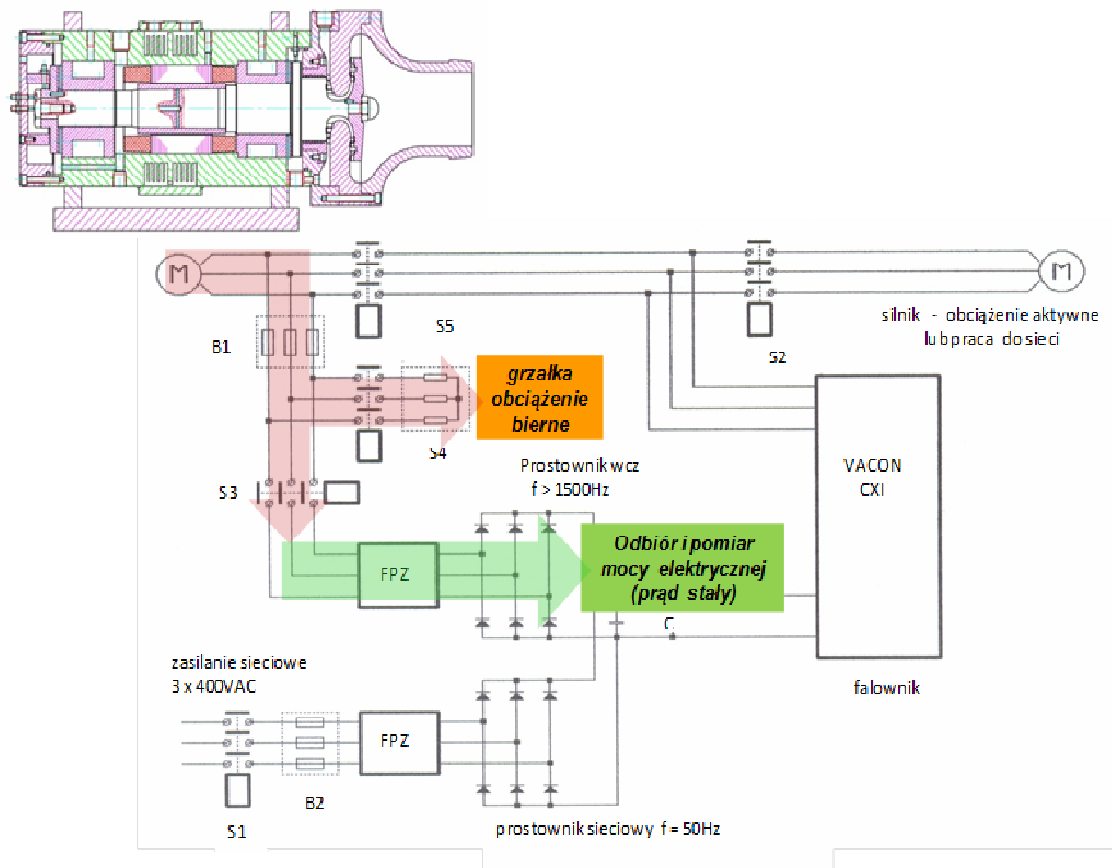 M
M
S5
silnik - obciążenie aktywne
lub praca do sieci
B1
S2
grzałka
obciążenie
bierne
S4
Prostownik wcz
f > 1500Hz
VACON
CXI
S3
Odbiór i pomiar
mocy elektrycznej
(prąd stały)
FPZ
C
zasilanie sieciowe
3 x 400VAC
falownik
FPZ
B2
S1
prostownik sieciowy f = 50Hz